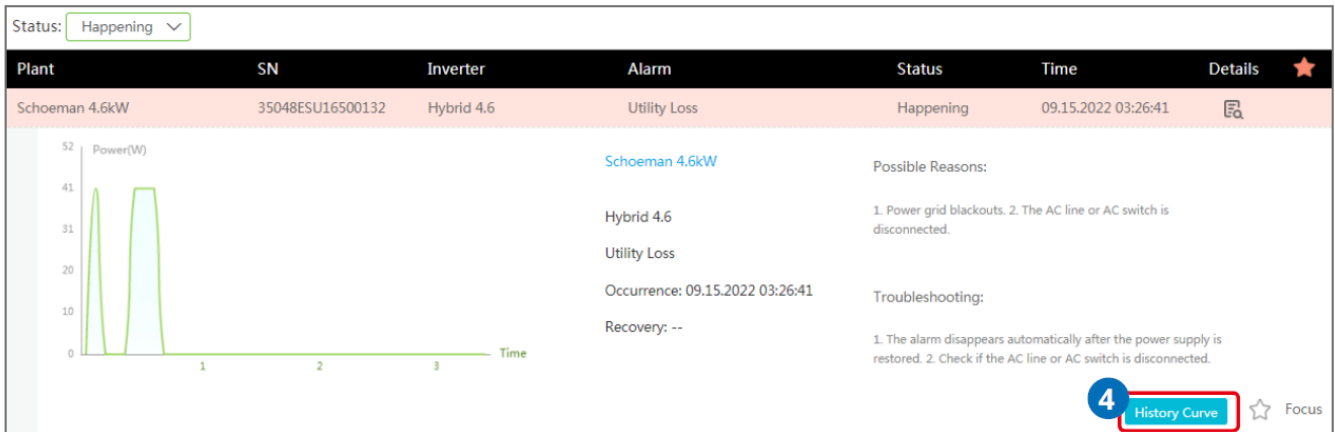 Status: Happening
Plant SN Inverter Alarm Status Time Details
Schoeman 4.6kW 35048ESU16500132 Hybrid 4.6 Utility Loss Happening 09.15.2022 03:26:41
52 Power(W)
41
31
20
10
0
1 2 3 Time
Schoeman 4.6kW
Hybrid 4.6
Utility Loss
Occurrence: 09.15.2022 03:26:41
Recovery: --
Possible Reasons:
1. Power grid blackouts. 2. The AC line or AC switch is
disconnected.
Troubleshooting:
1. The alarm disappears automatically after the power supply is
restored. 2. Check if the AC line or AC switch is disconnected.
4 History Curve Focus